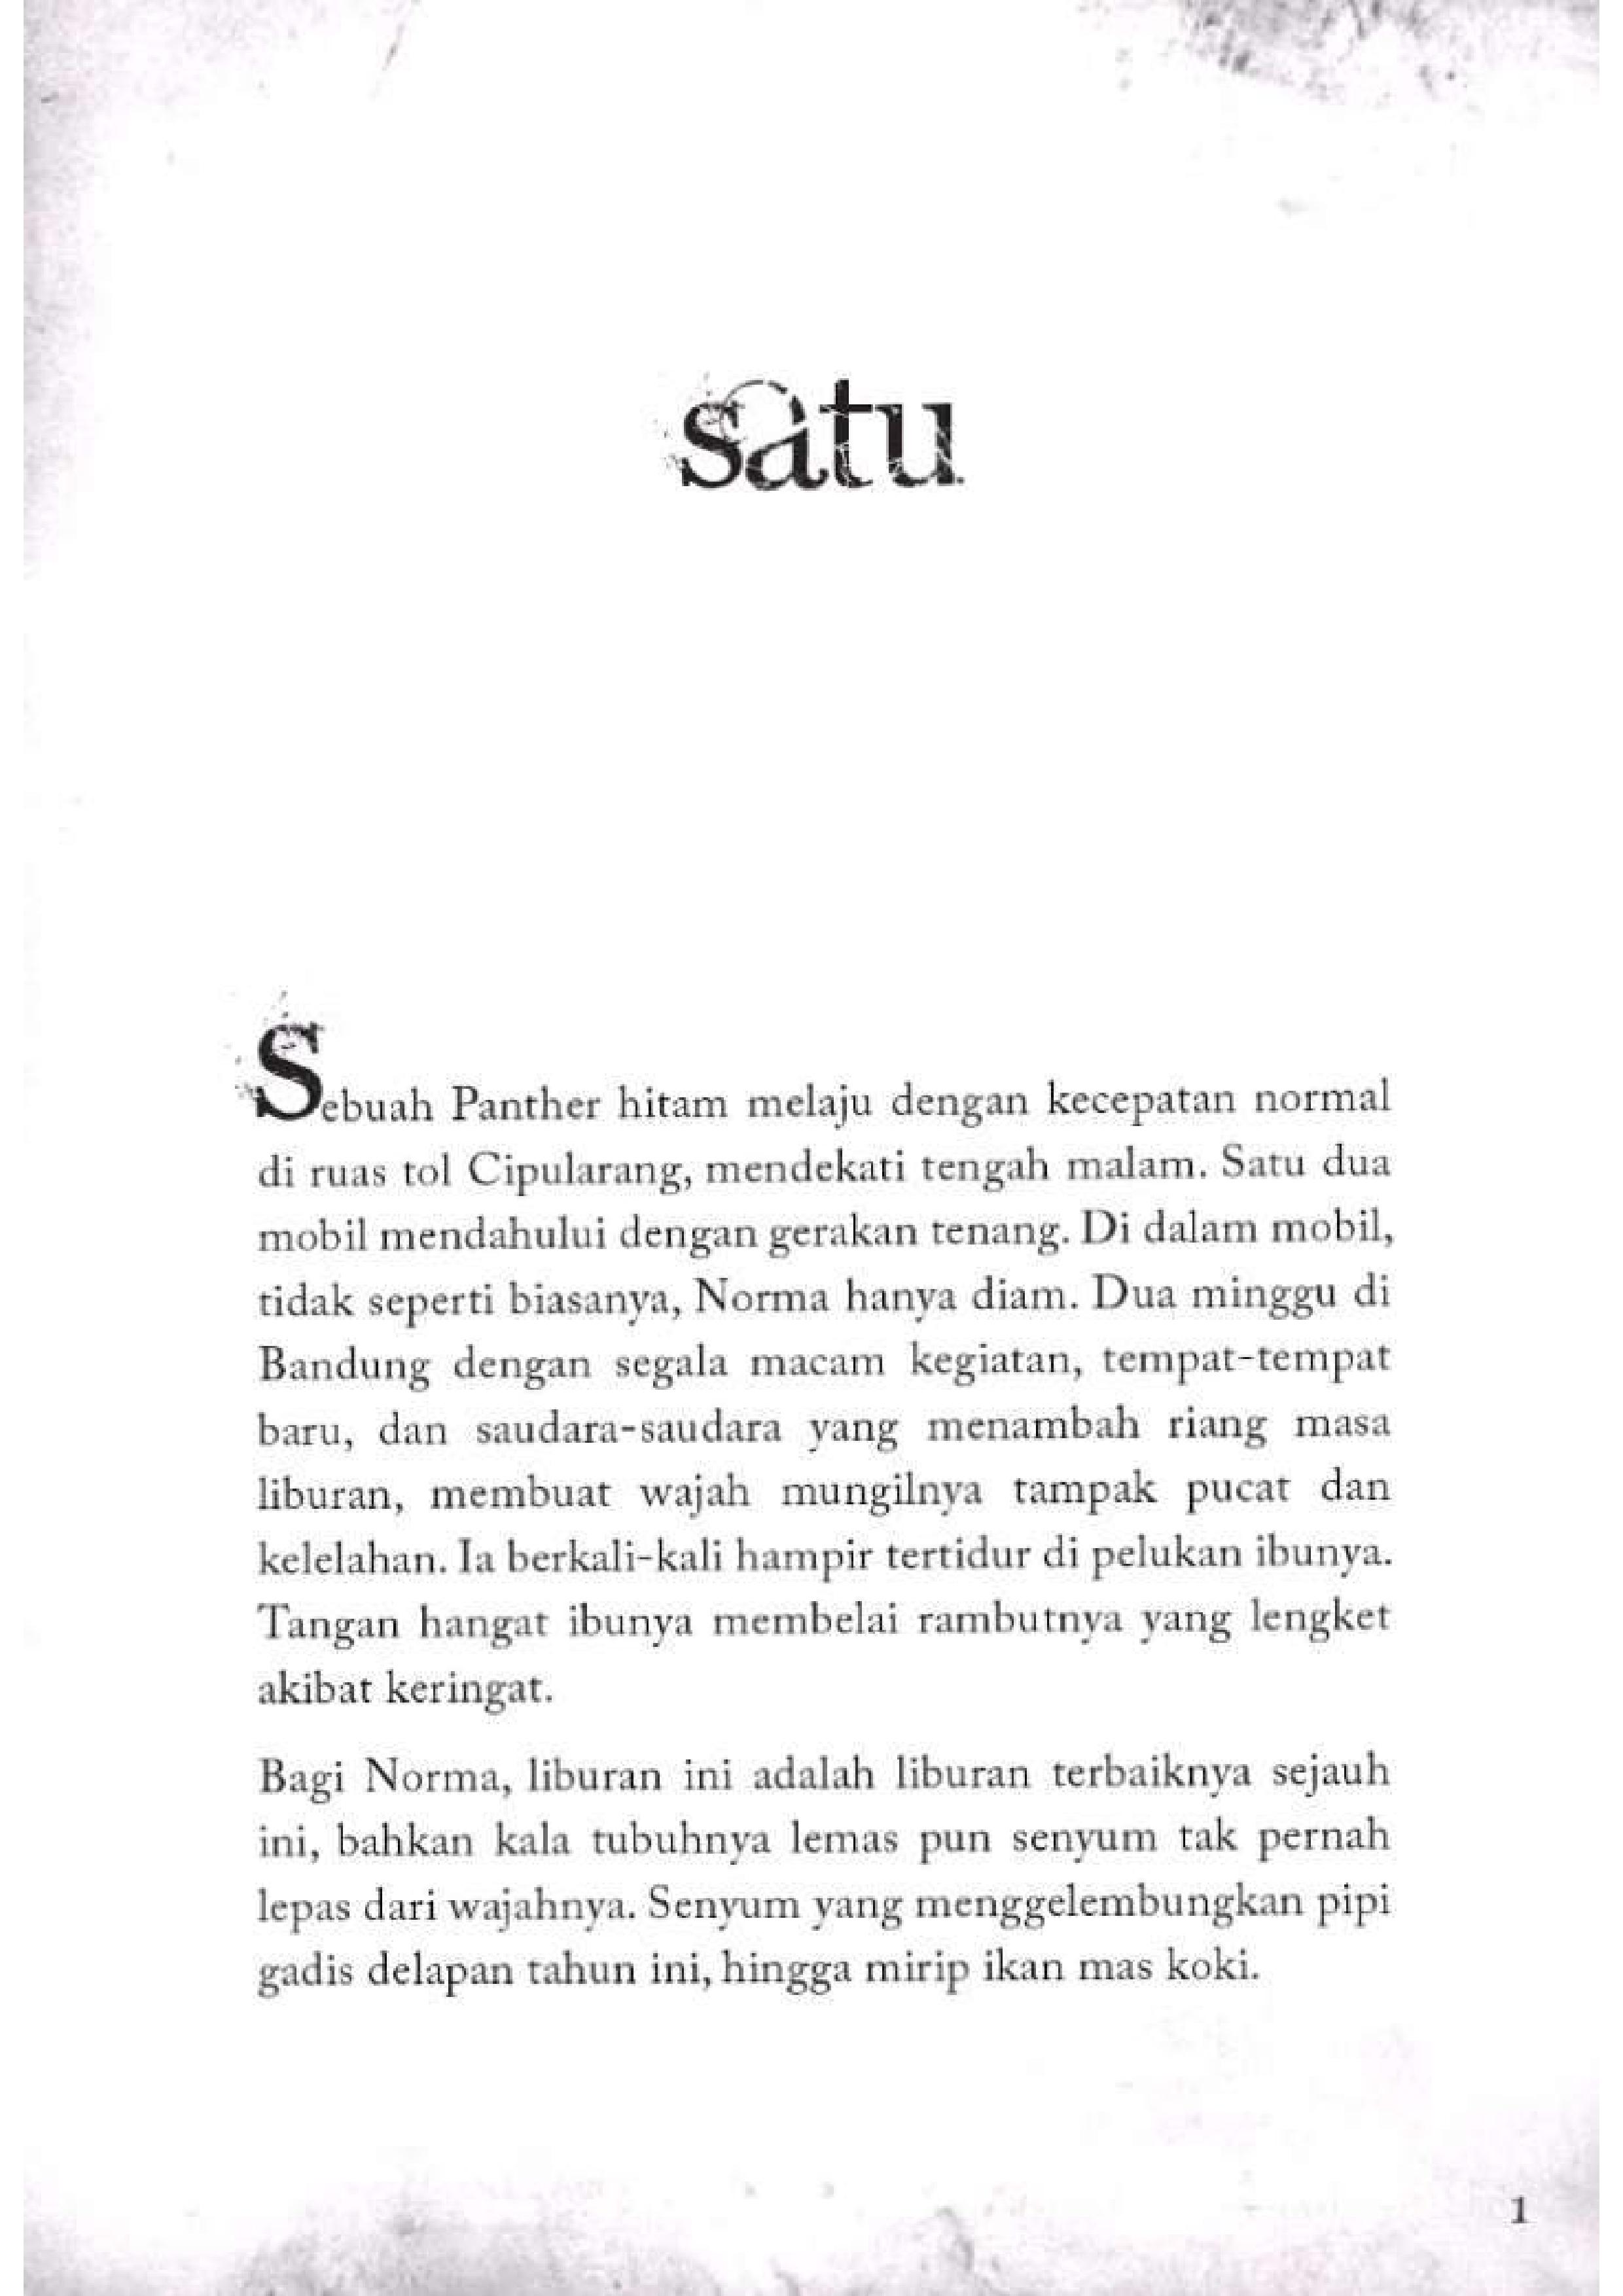 satu
Sebuah Panther hitam melaju dengan kecepatan normal
di ruas tol Cipularang, mendekati tengah malam. Satu dua
mobil mendahului dengan gerakan tenang. Di dalam mobil,
tidak seperti biasanya, Norma hanya diam. Dua minggu di
Bandung dengan segala macam kegiatan, tempat-tempat
baru, dan saudara-saudara yang menambah riang masa
liburan, membuat wajah mungilnya tampak pucat dan
kelelahan. Ia berkali-kali hampir tertidur di pelukan ibunya.
Tangan hangat ibunya membelai rambutnya yang lengket
akibat keringat.
Bagi Norma, liburan ini adalah liburan terbaiknya sejauh
ini, bahkan kala tubuhnya lemas pun senyum tak pernah
lepas dari wajahnya. Senyum yang menggelembungkan pipi
gadis delapan tahun ini, hingga mirip ikan mas koki.
1